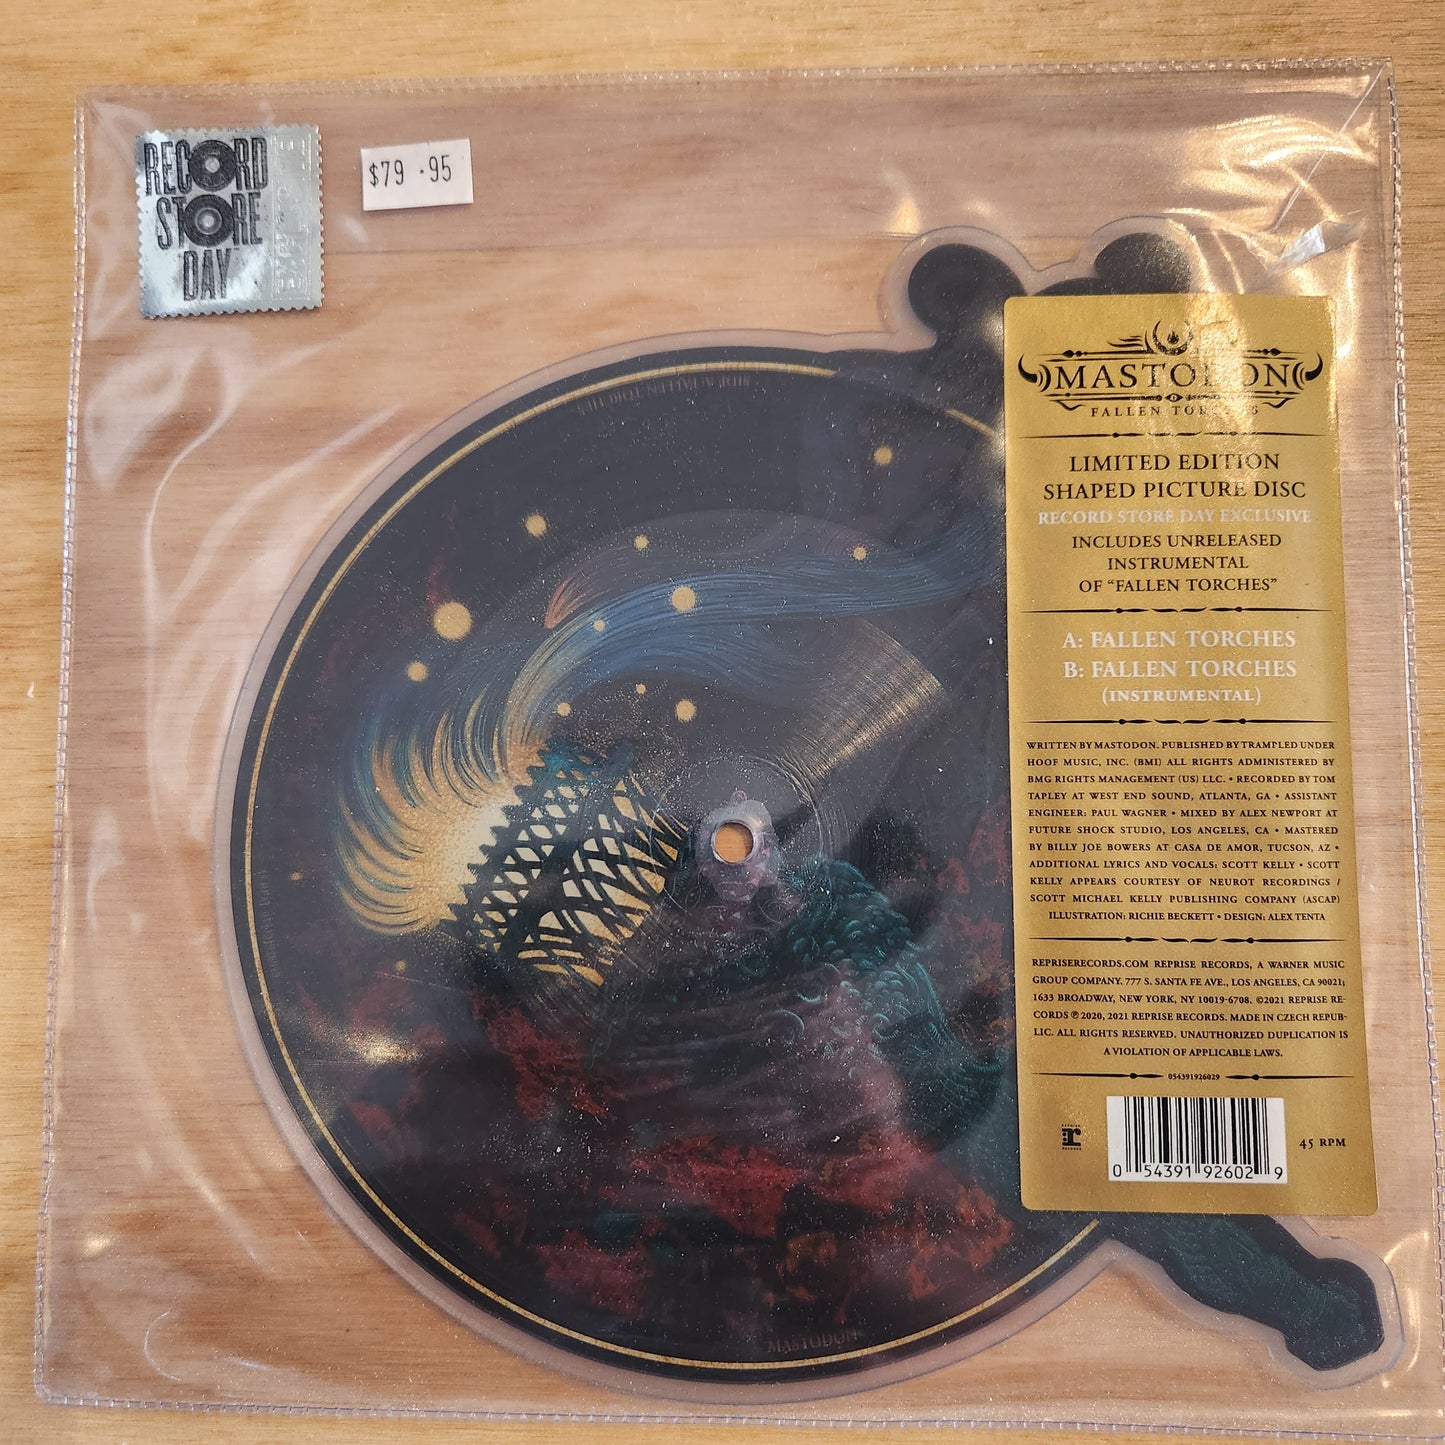 RECORD
STORE
DAY™
$79.95
MASTODON
FALLEN TORCHES
LIMITED EDITION
SHAPED PICTURE DISC
RECORD STORE DAY EXCLUSIVE
INCLUDES UNRELEASED
INSTRUMENTAL
OF “FALLEN TORCHES”
A: FALLEN TORCHES
B: FALLEN TORCHES
(INSTRUMENTAL)
WRITTEN BY MASTODON. PUBLISHED BY TRAMPLED UNDER
HOOF MUSIC, INC. (BMI) ALL RIGHTS ADMINISTERED BY
BMG RIGHTS MANAGEMENT (US) LLC. • RECORDED BY TOM
TAPLEY AT WEST END SOUND, ATLANTA, GA • ASSISTANT
ENGINEER: PAUL WAGNER • MIXED BY ALEX NEWPORT AT
FUTURE SHOCK STUDIO, LOS ANGELES, CA • MASTERED
BY BILLY JOE BOWERS AT CASA DE AMOR, TUCSON, AZ •
ADDITIONAL LYRICS AND VOCALS: SCOTT KELLY • SCOTT
KELLY APPEARS COURTESY OF NEUROT RECORDINGS /
SCOTT MICHAEL KELLY PUBLISHING COMPANY (ASCAP)
ILLUSTRATION: RICHIE BECKETT • DESIGN: ALEX TENTA
REPRISERECORDS.COM REPRISE RECORDS, A WARNER MUSIC
GROUP COMPANY. 777 S. SANTA FE AVE., LOS ANGELES, CA 90021;
1633 BROADWAY, NEW YORK, NY 10019-6708. ©2021 REPRISE RE-
CORDS ℗ 2020, 2021 REPRISE RECORDS. MADE IN CZECH REPUB-
LIC. ALL RIGHTS RESERVED. UNAUTHORIZED DUPLICATION IS
A VIOLATION OF APPLICABLE LAWS.
054391926029
REPRISE
r
RECORDS
0 54391 92602 9
45 RPM
SIDE A: FALLEN TORCHES
MASTODON